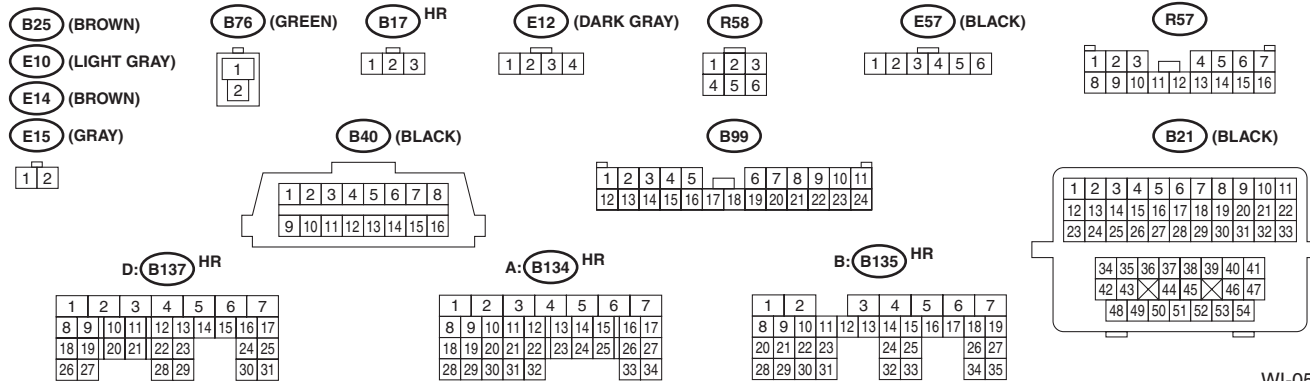 B25 (BROWN)
B76 (GREEN)
B17 HR
E12 (DARK GRAY)
R58
E57 (BLACK)
R57
E10 (LIGHT GRAY)
E14 (BROWN)
E15 (GRAY)
1 2
1
2
1 2 3
1 2 3 4
1 2 3
4 5 6
1 2 3 4 5 6
1 2 3 4 5 6 7
8 9 10 11 12 13 14 15 16
B40 (BLACK)
1 2 3 4 5 6 7 8
9 10 11 12 13 14 15 16
B99
1 2 3 4 5 6 7 8 9 10 11
12 13 14 15 16 17 18 19 20 21 22 23 24
B21 (BLACK)
1 2 3 4 5 6 7 8 9 10 11
12 13 14 15 16 17 18 19 20 21 22
23 24 25 26 27 28 29 30 31 32 33
34 35 36 37 38 39 40 41
42 43 44 45 46 47
48 49 50 51 52 53 54
D: B137 HR
1 2 3 4 5 6 7
8 9 10 11 12 13 14 15 16 17
18 19 20 21 22 23 24 25
26 27 28 29 30 31
A: B134 HR
1 2 3 4 5 6 7
8 9 10 11 12 13 14 15 16 17
18 19 20 21 22 23 24 25 26 27
28 29 30 31 32 33 34
B: B135 HR
1 2 3 4 5 6 7
8 9 10 11 12 13 14 15 16 17 18 19
20 21 22 23 24 25 26 27
28 29 30 31 32 33 34 35